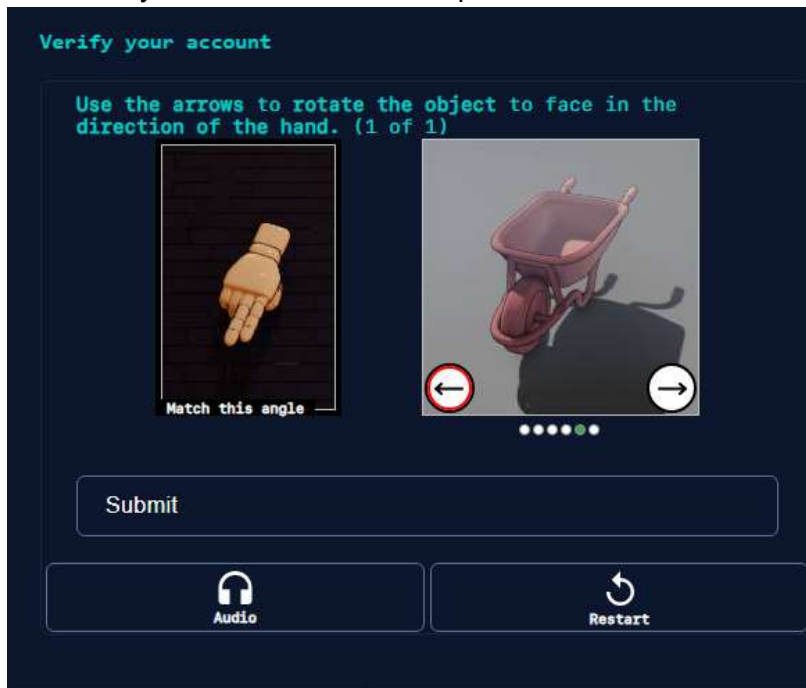 Verify your account
Use the arrows to rotate the object to face in the
direction of the hand. (1 of 1)
Match this angle
Submit
Audio
Restart